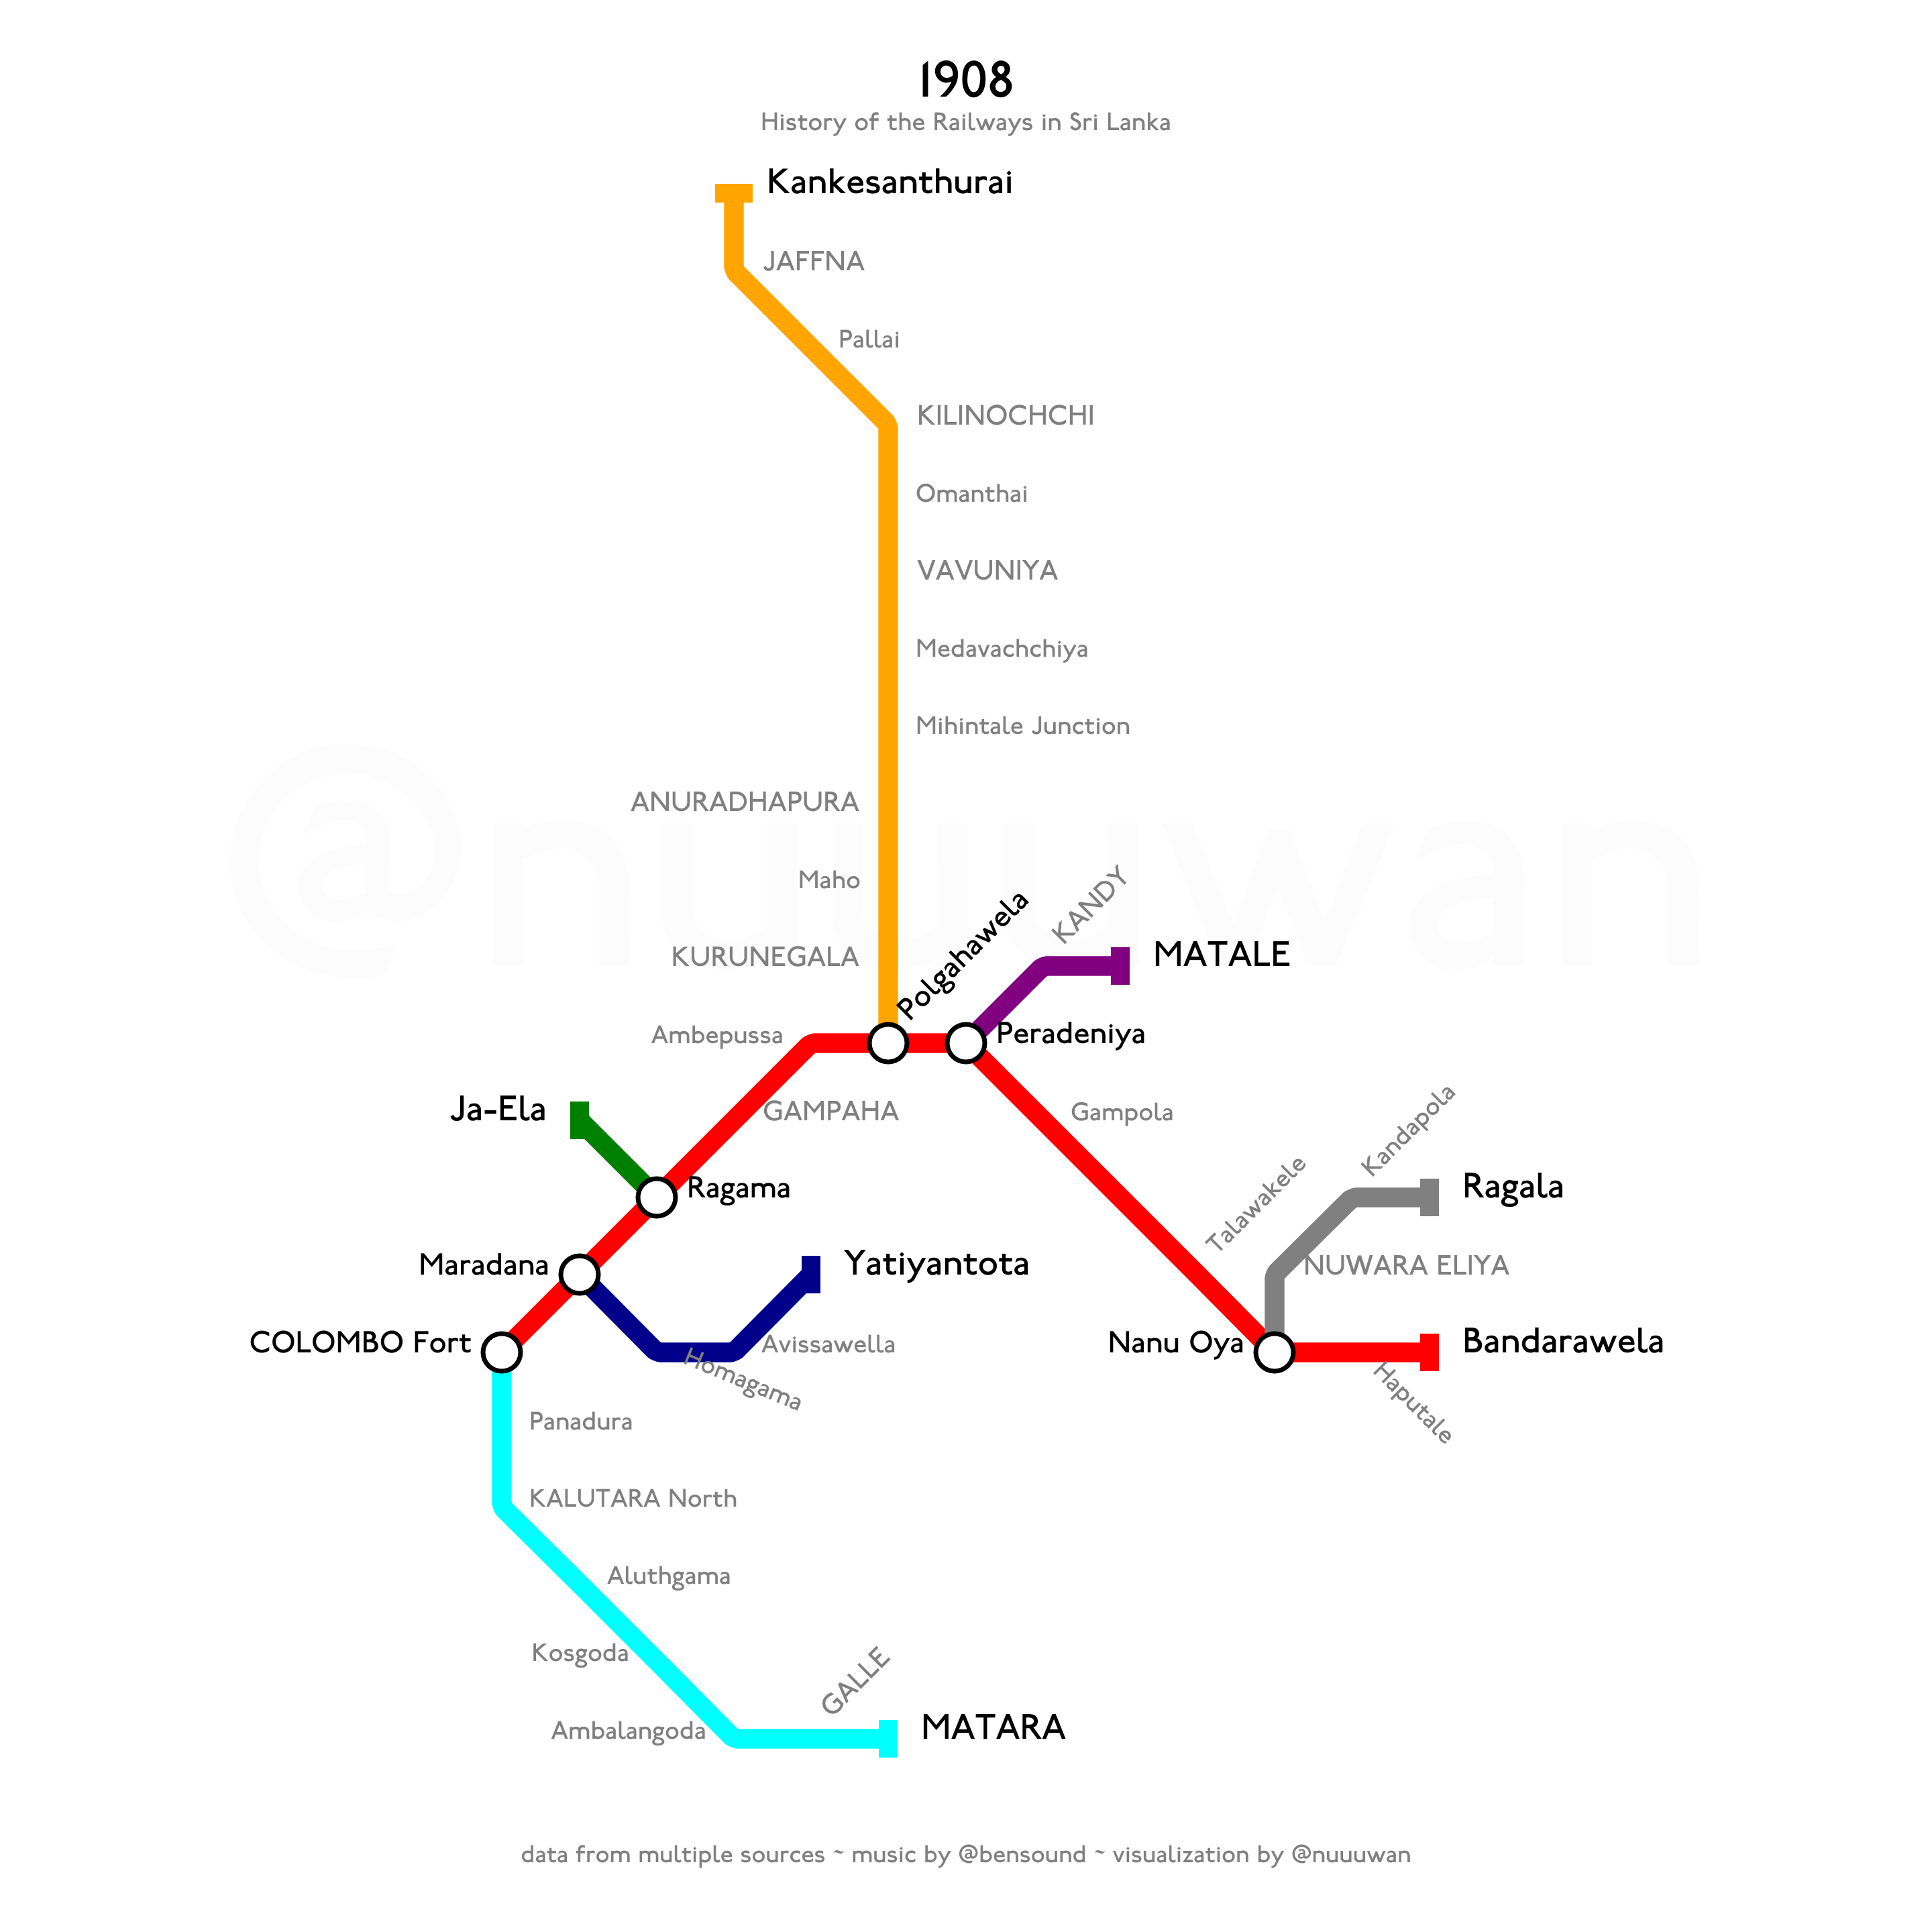 1908
History of the Railways in Sri Lanka
Kankesanthurai
JAFFNA
Pallai
KILINOCHCHI
Omanthai
VAVUNIYA
Medavachchiya
Mihintale Junction
ANURADHAPURA
@nuuuwan
Maho
KURUNEGALA
Polgahawela
KANDY
MATALE
Ambepussa
Peradeniya
Ja-Ela
GAMPAHA
Gampola
Kandapola
Ragama
Talawakele
Ragala
Maradana
Yatiyantota
NUWARA ELIYA
COLOMBO Fort
Avissawella
Homagama
Nanu Oya
Bandarawela
Haputale
Panadura
KALUTARA North
Aluthgama
Kosgoda
GALLE
Ambalangoda
MATARA
data from multiple sources ~ music by @bensound ~ visualization by @nuuuwan